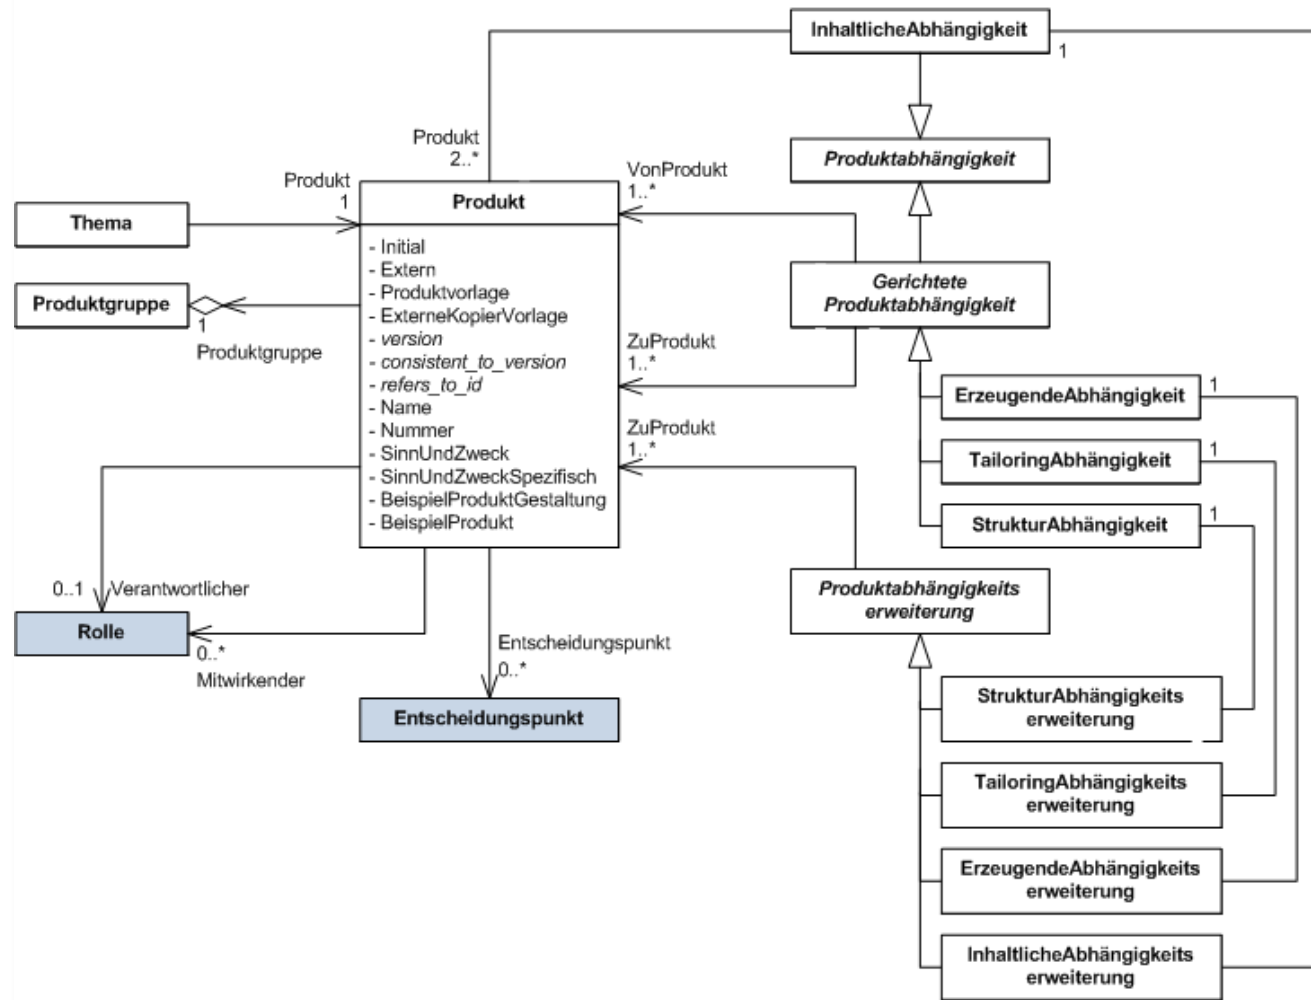 InhaltlicheAbhängigkeit
1
Produktabhängigkeit
Produkt
2..*
VonProdukt
1..*
Produkt
1
Thema
Produkt
- Initial
- Extern
- Produktvorlage
- ExterneKopierVorlage
- version
- consistent_to_version
- refers_to_id
- Name
- Nummer
- SinnUndZweck
- SinnUndZweckSpezifisch
- BeispielProduktGestaltung
- BeispielProdukt
Produktgruppe
1
Produktgruppe
Gerichtete
Produktabhängigkeit
ZuProdukt
1..*
ZuProdukt
1..*
ErzeugendeAbhängigkeit
1
TailoringAbhängigkeit
1
StrukturAbhängigkeit
1
0..1
Verantwortlicher
Rolle
0..*
Mitwirkender
Entscheidungspunkt
0..*
Entscheidungspunkt
Produktabhängigkeits
erweiterung
StrukturAbhängigkeits
erweiterung
TailoringAbhängigkeits
erweiterung
ErzeugendeAbhängigkeits
erweiterung
InhaltlicheAbhängigkeits
erweiterung